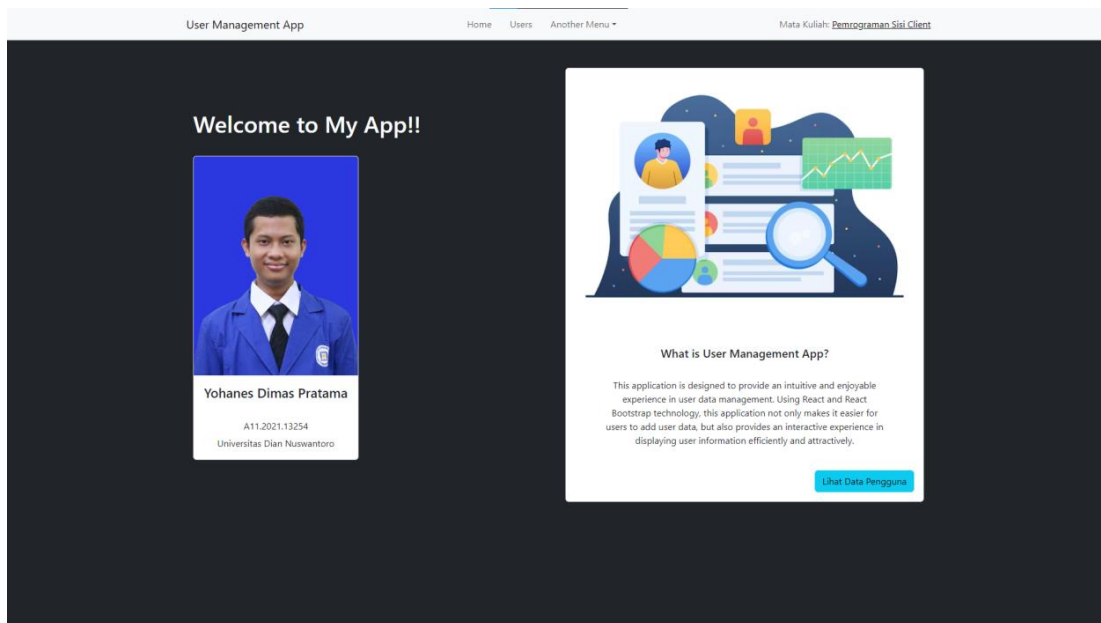 User Management App
Home
Users
Another Menu
Mata Kuliah: Pemrograman Sisi Client
Welcome to My App!!
Yohanes Dimas Pratama
A11.2021.13254
Universitas Dian Nuswantoro
What is User Management App?
This application is designed to provide an intuitive and enjoyable
experience in user data management. Using React and React
Bootstrap technology, this application not only makes it easier for
users to add user data, but also provides an interactive experience in
displaying user information efficiently and attractively.
Lihat Data Pengguna